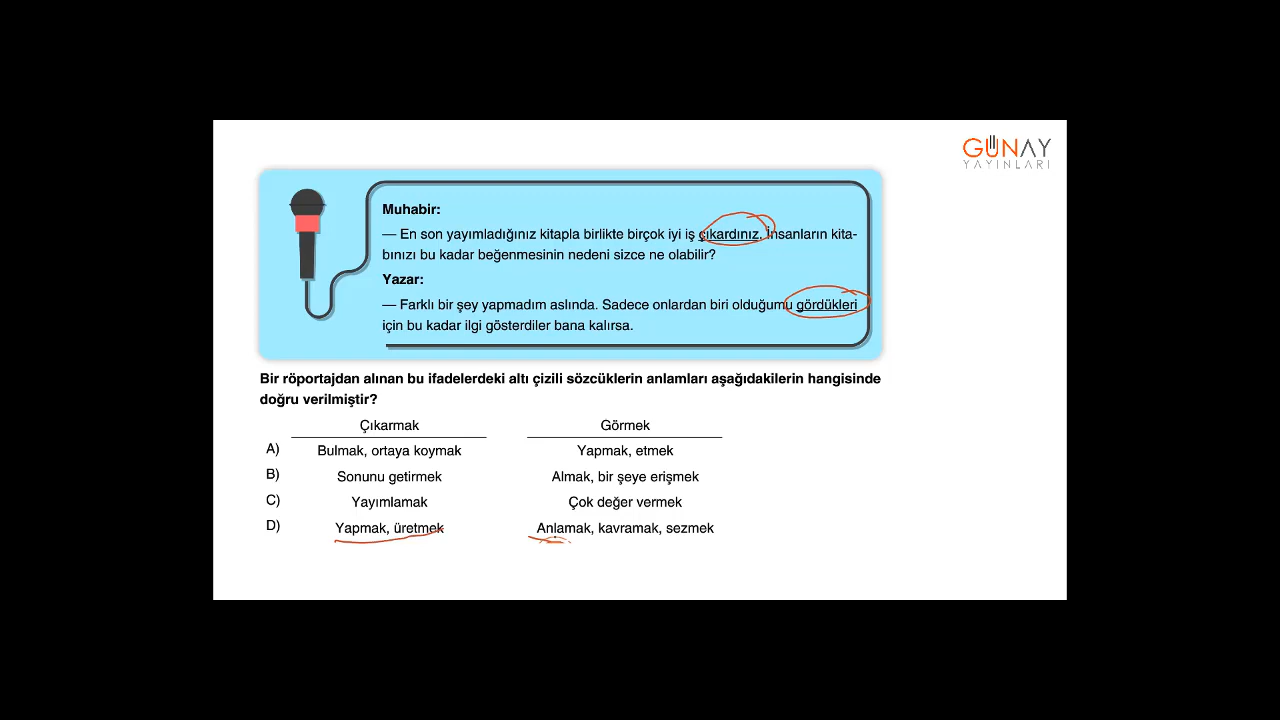 GÜNAY
YAYINLARI
Muhabir:
— En son yayımladığınız kitapla birlikte birçok iyi iş çıkardınız. İnsanların kita-
bınızı bu kadar beğenmesinin nedeni sizce ne olabilir?
Yazar:
— Farklı bir şey yapmadım aslında. Sadece onlardan biri olduğumu gördükleri
için bu kadar ilgi gösterdiler bana kalırsa.
Bir röportajdan alınan bu ifadelerdeki altı çizili sözcüklerin anlamları aşağıdakilerin hangisinde
doğru verilmiştir?
Çıkarmak Görmek
A) Bulmak, ortaya koymak Yapmak, etmek
B) Sonunu getirmek Almak, bir şeye erişmek
C) Yayımlamak Çok değer vermek
D) Yapmak, üretmek Anlamak, kavramak, sezmek